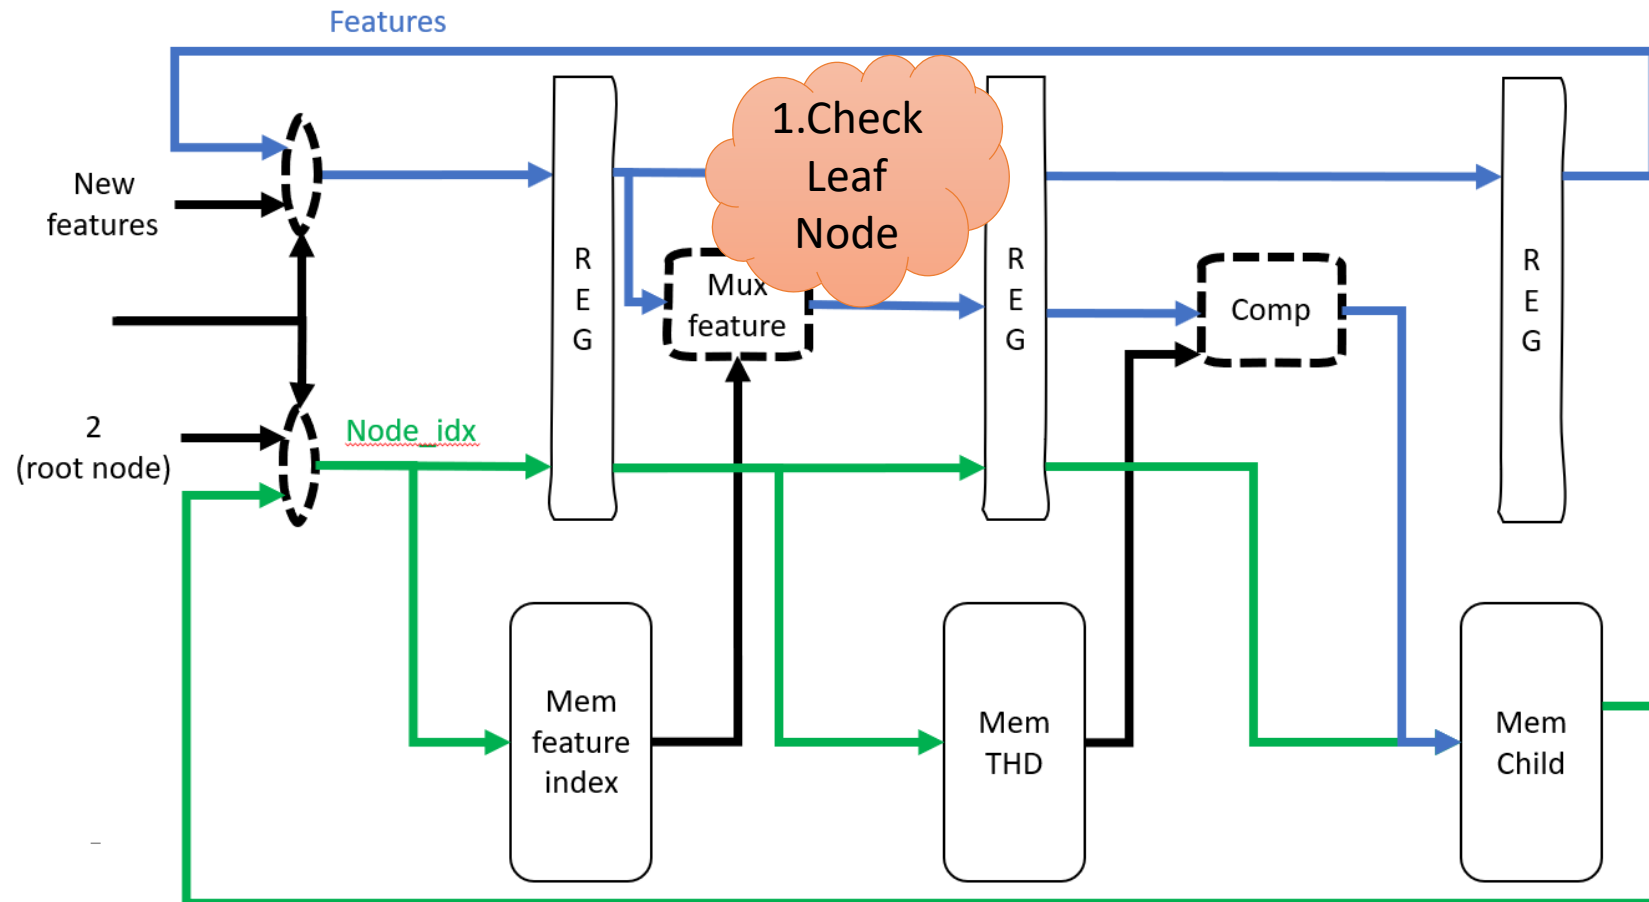 Features
1.Check
Leaf
Node
New
features
R
E
G
Mux
feature
R
E
G
Comp
R
E
G
2
(root node)
Node_idx
Mem
feature
index
Mem
THD
Mem
Child